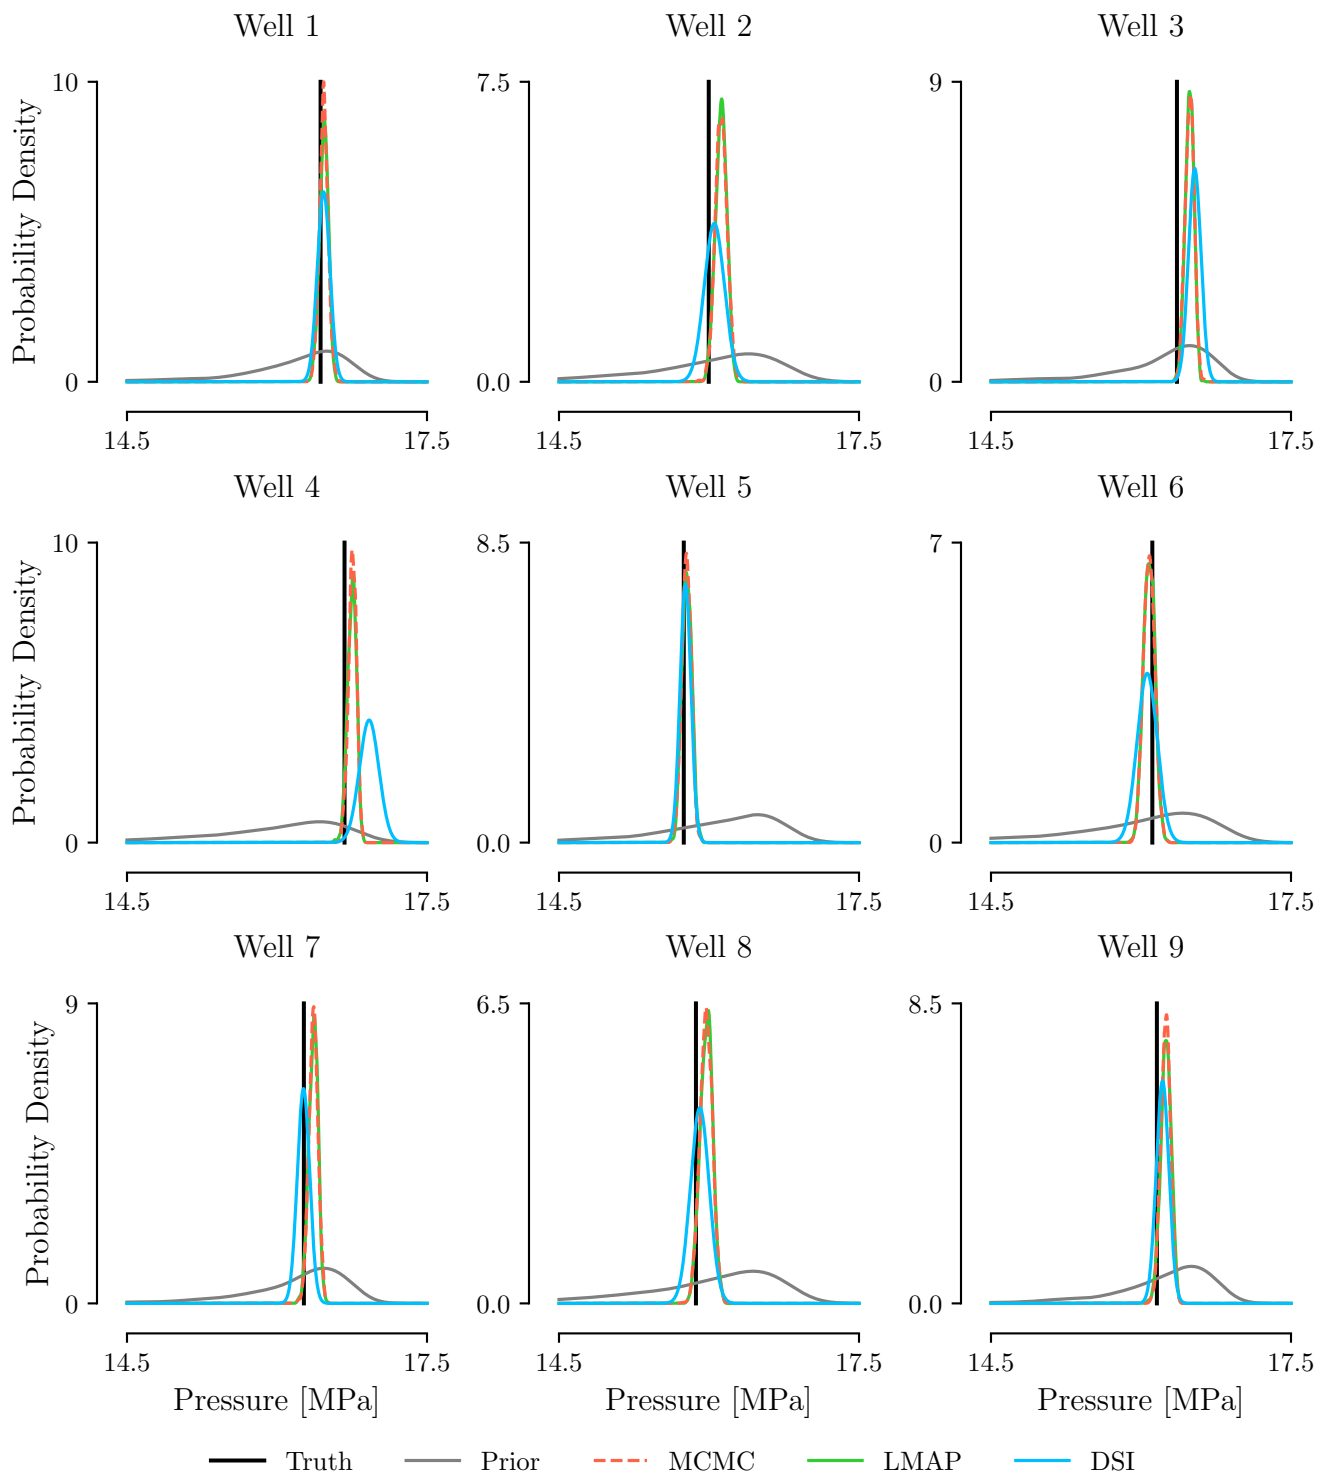 Well 1
Well 2
Well 3
Probability Density
10
0
14.5
17.5
7.5
0.0
14.5
17.5
9
0
14.5
17.5
Well 4
Well 5
Well 6
Probability Density
10
0
14.5
17.5
8.5
0.0
14.5
17.5
7
0
14.5
17.5
Well 7
Well 8
Well 9
Probability Density
9
0
14.5
17.5
Pressure [MPa]
6.5
0.0
14.5
17.5
Pressure [MPa]
8.5
0.0
14.5
17.5
Pressure [MPa]
Truth
Prior
MCMC
LMAP
DSI